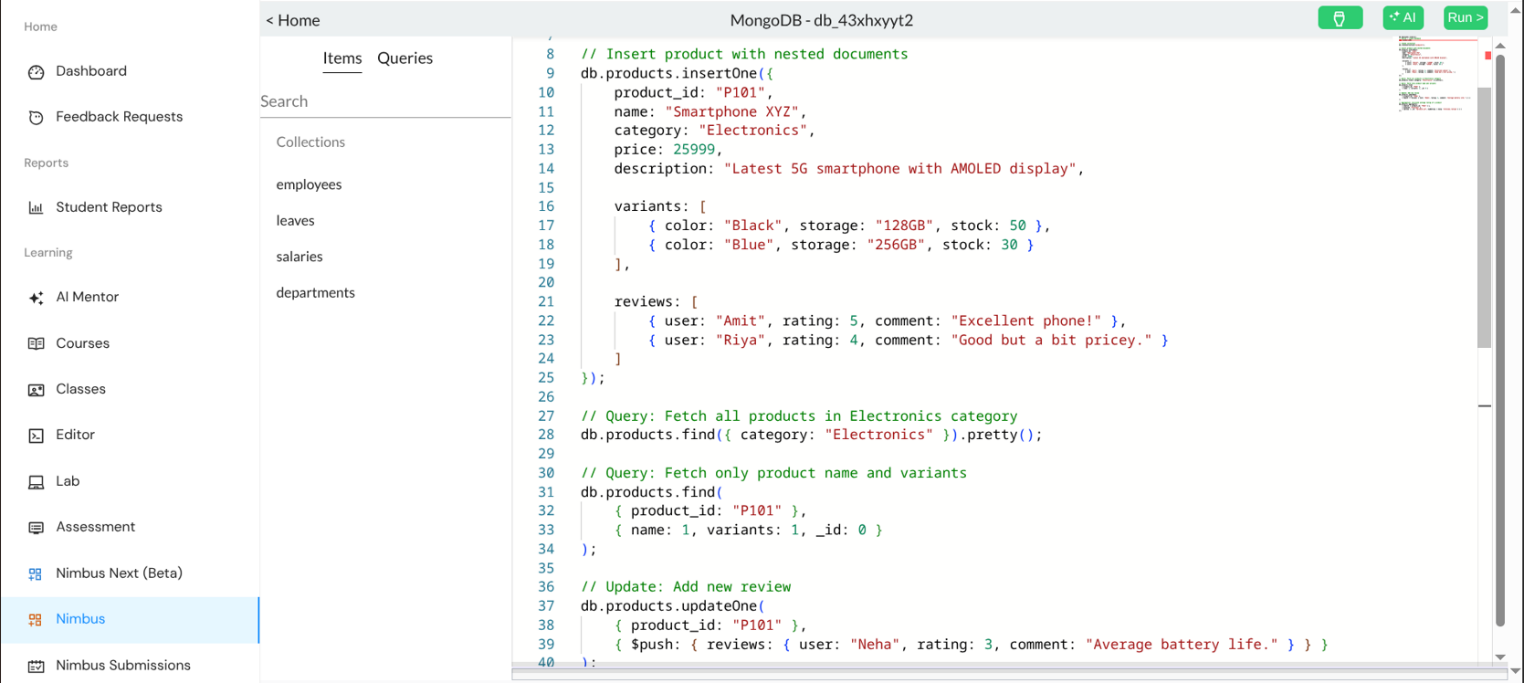 Home
Dashboard
Feedback Requests
Reports
Student Reports
Learning
AI Mentor
Courses
Classes
Editor
Lab
Assessment
Nimbus Next (Beta)
Nimbus
Nimbus Submissions
< Home
MongoDB - db_43xhxyyt2
AI
Run >
Items Queries
Search
Collections
employees
leaves
salaries
departments
8 // Insert product with nested documents
9 db.products.insertOne({
10     product_id: "P101",
11     name: "Smartphone XYZ",
12     category: "Electronics",
13     price: 25999,
14     description: "Latest 5G smartphone with AMOLED display",
15
16     variants: [
17         { color: "Black", storage: "128GB", stock: 50 },
18         { color: "Blue", storage: "256GB", stock: 30 }
19     ],
20
21     reviews: [
22         { user: "Amit", rating: 5, comment: "Excellent phone!" },
23         { user: "Riya", rating: 4, comment: "Good but a bit pricey." }
24     ]
25 });
26
27 // Query: Fetch all products in Electronics category
28 db.products.find({ category: "Electronics" }).pretty();
29
30 // Query: Fetch only product name and variants
31 db.products.find(
32     { product_id: "P101" },
33     { name: 1, variants: 1, _id: 0 }
34 );
35
36 // Update: Add new review
37 db.products.updateOne(
38     { product_id: "P101" },
39     { $push: { reviews: { user: "Neha", rating: 3, comment: "Average battery life." } } }
40 );